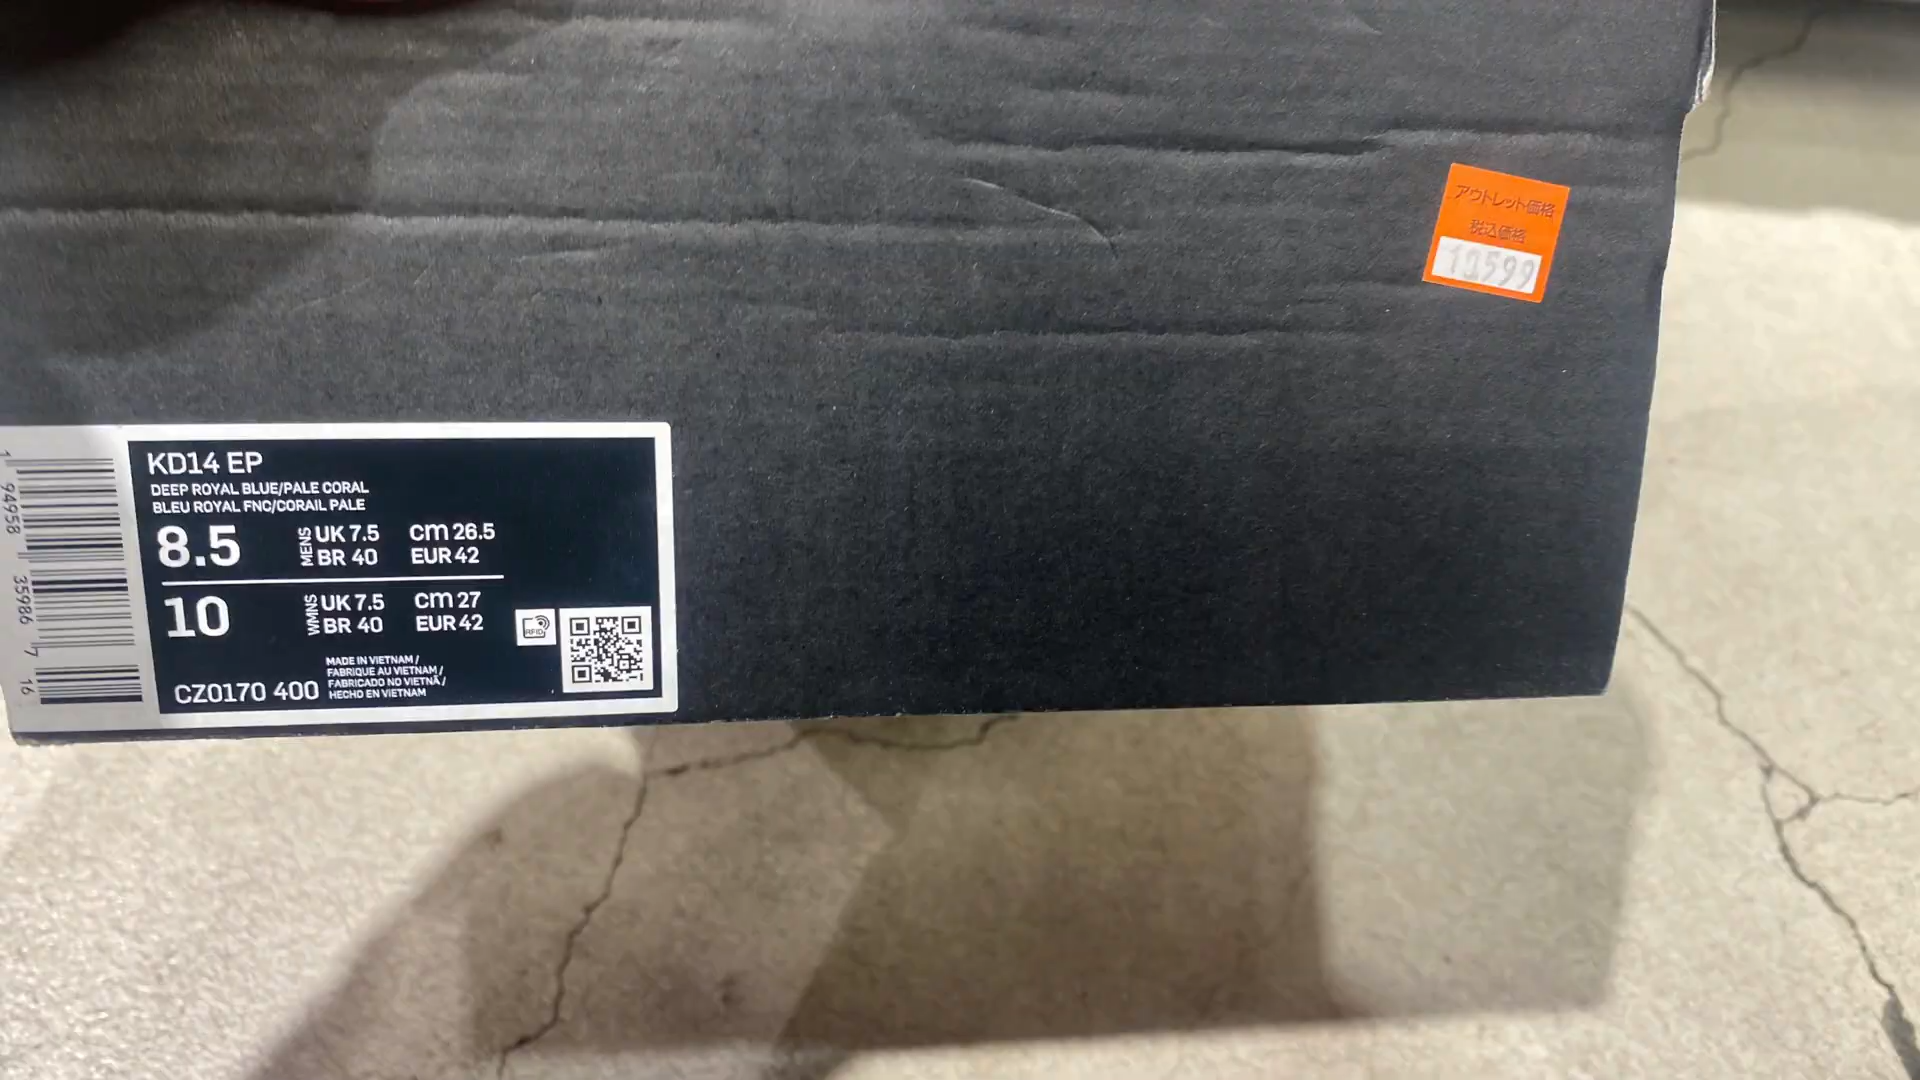 アウトレット価格
税込価格
KD14 EP
DEEP ROYAL BLUE/PALE CORAL
BLEU ROYAL FNC/CORAIL PALE
8.5 MENS UK 7.5 cm 26.5
BR 40 EUR 42
10 WMNS UK 7.5 cm 27
BR 40 EUR 42
RFID
MADE IN VIETNAM /
FABRIQUE AU VIETNAM /
FABRICADO NO VIETNÃ /
HECHO EN VIETNAM
CZ0170 400
1 94958 35986 7 16